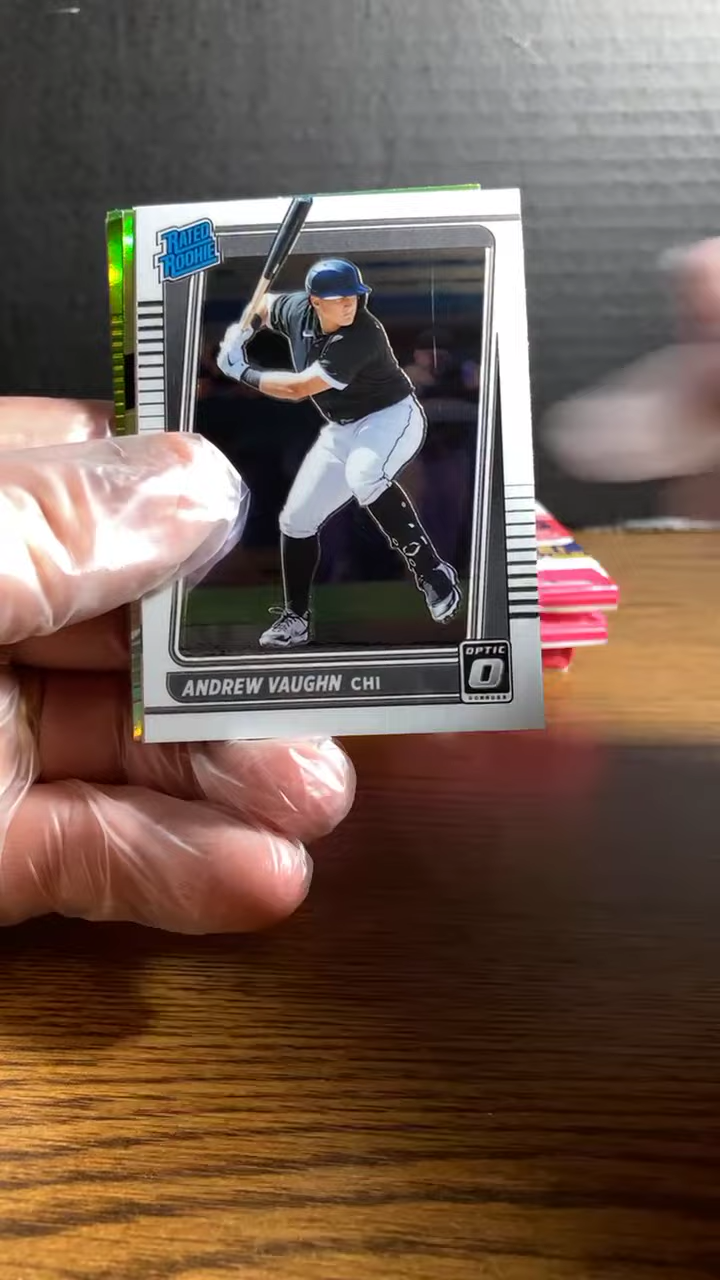 RATED
ROOKIE
ANDREW VAUGHN CHI
OPTIC
O
DONRUSS